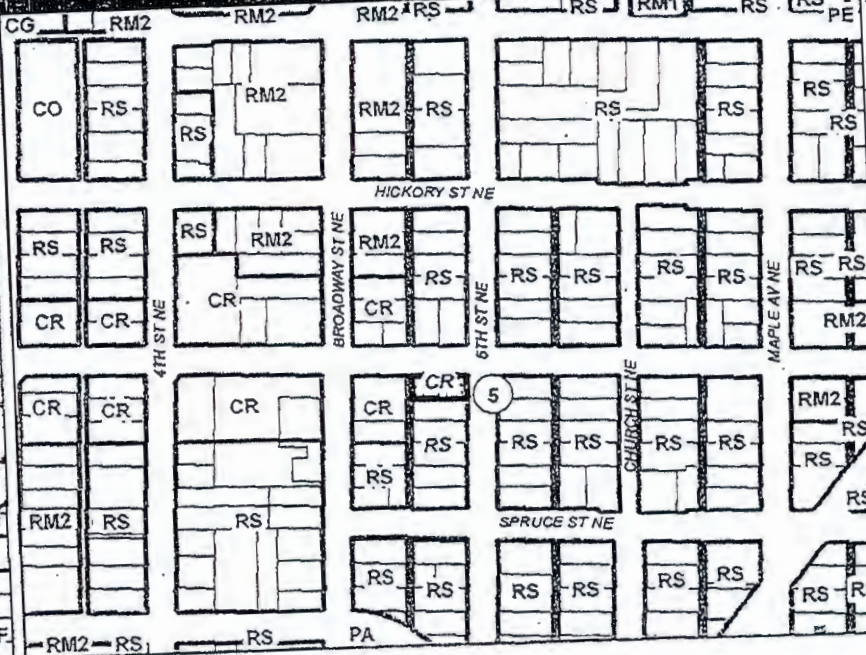 CG
RM2
RM2
RM2
RS
RS
RM1
RS
RS
PE
CO
RS
RS
RM2
RM2
RS
RS
RS
RS
RS
HICKORY ST NE
RS
RS
RS
RM2
RM2
RS
RS
RS
RS
RS
RS
RS
CR
CR
CR
CR
RM2
4TH ST NE
BROADWAY ST NE
5TH ST NE
CHURCH ST NE
MAPLE AV NE
CR
CR
CR
CR
CR
5
RM2
RS
RS
RS
RS
RS
RS
RS
RS
RS
RM2
RS
RS
SPRUCE ST NE
RS
RS
RS
RS
RS
RS
RS
RM2
RS
RS
PA